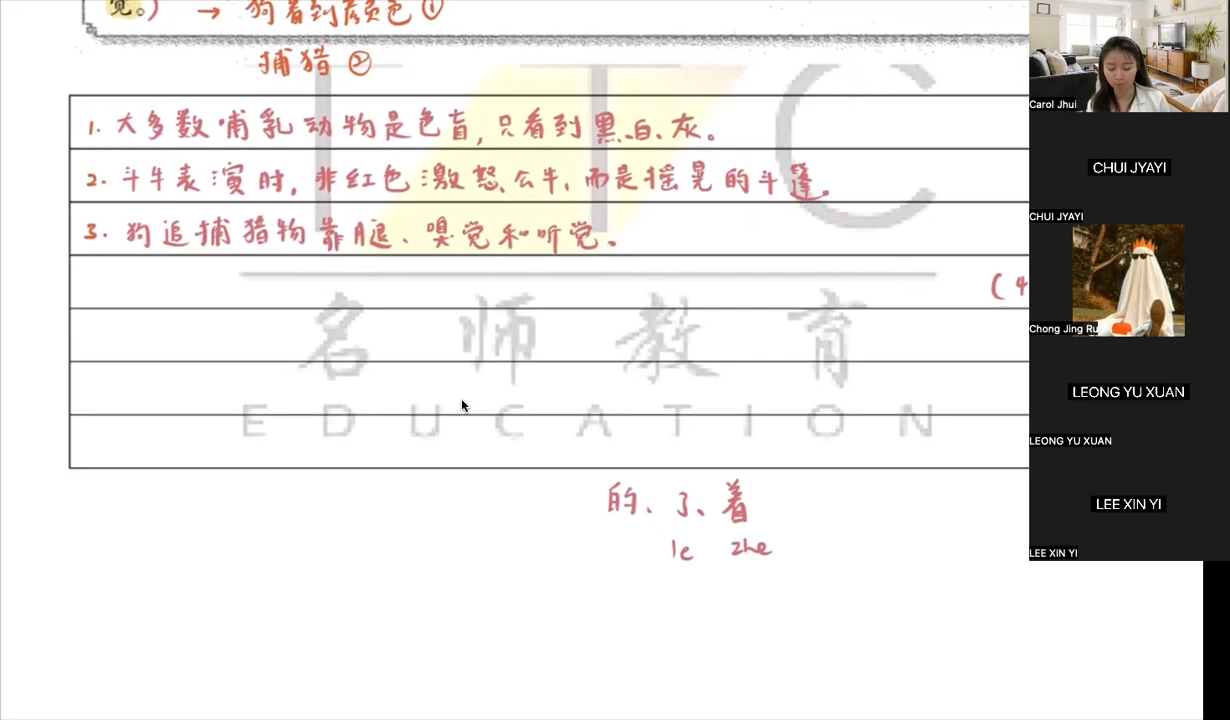 觉。) → 狗看到颜色①
捕猎②
1. 大多数哺乳动物是色盲,只看到黑、白、灰。
2. 斗牛表演时,非红色激怒公牛,而是摇晃的斗篷。
3. 狗追捕猎物靠腿、嗅觉和听觉。
(4
ITC
名师教育
EDUCATION
的、了、着
le zhe
Carol Jhui
CHUI JYAYI
CHUI JYAYI
Chong Jing Ru
LEONG YU XUAN
LEONG YU XUAN
LEE XIN YI
LEE XIN YI